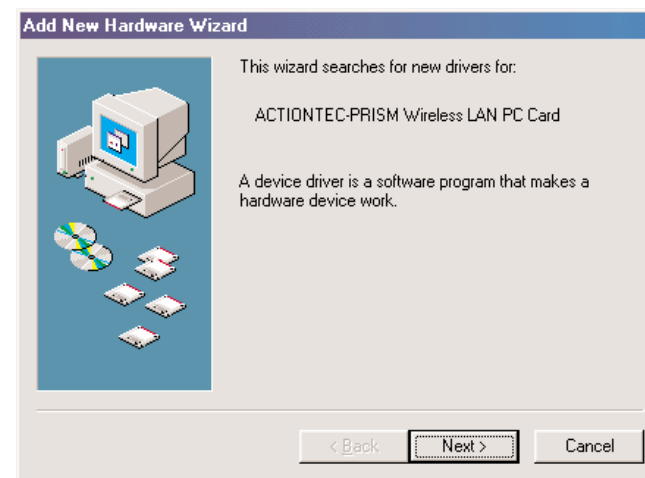 Add New Hardware Wizard
This wizard searches for new drivers for:
ACTIONTEC-PRISM Wireless LAN PC Card
A device driver is a software program that makes a
hardware device work.
< Back
Next >
Cancel